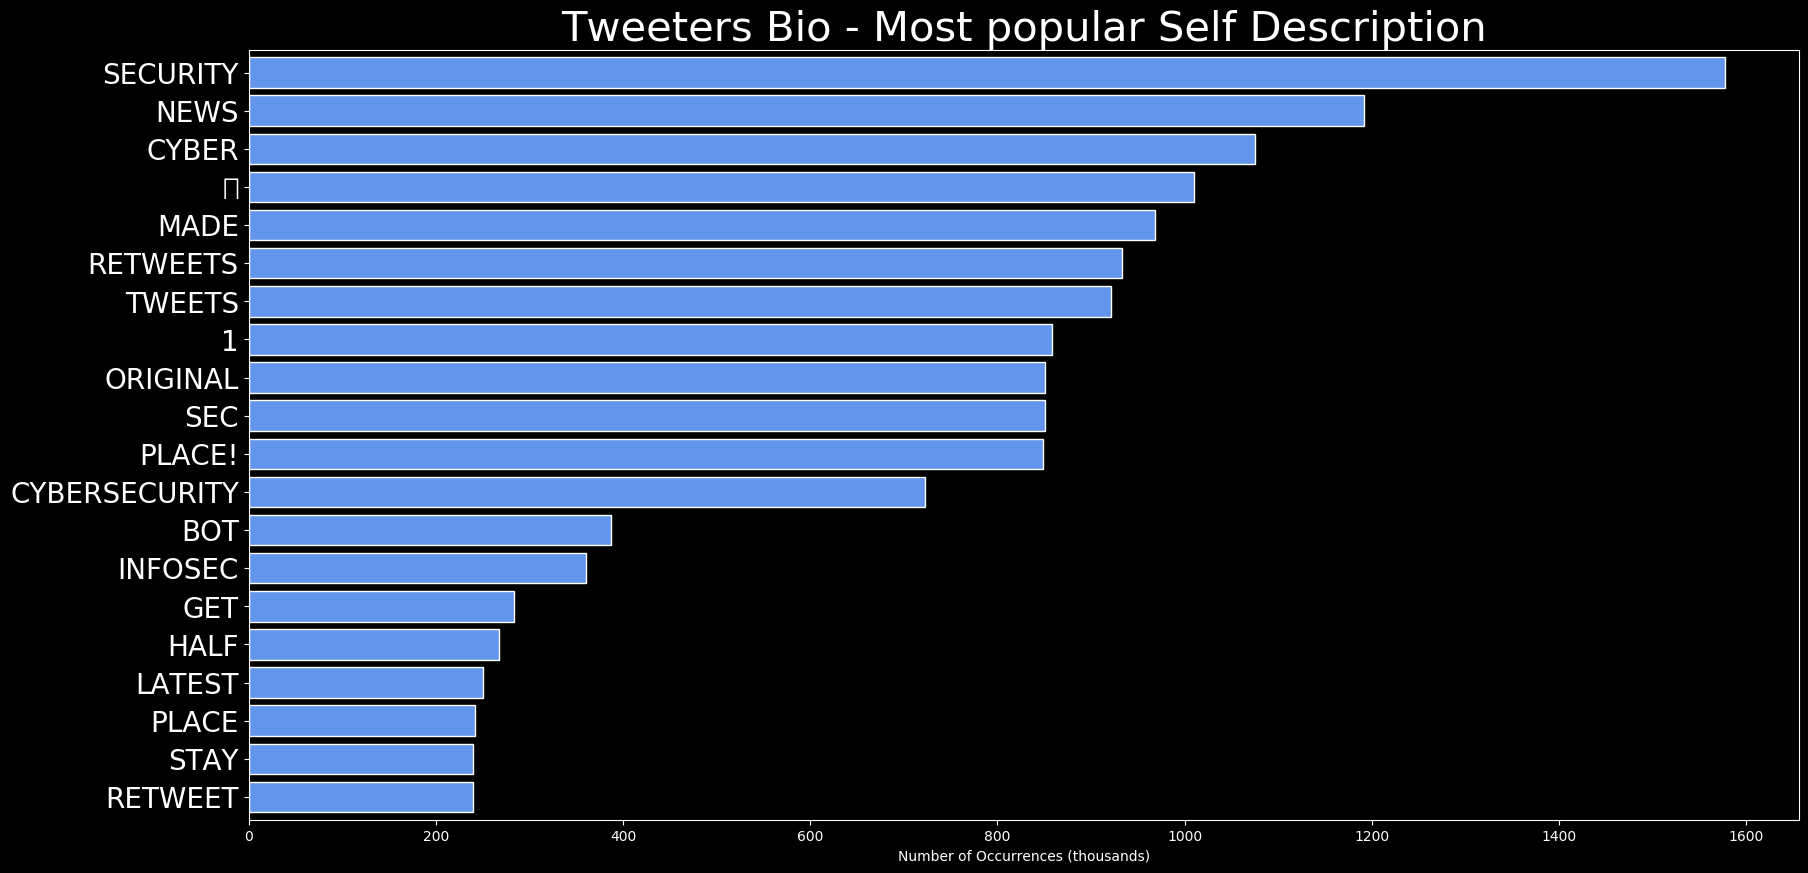 Tweeters Bio - Most popular Self Description
SECURITY
NEWS
CYBER
MADE
RETWEETS
TWEETS
1
ORIGINAL
SEC
PLACE!
CYBERSECURITY
BOT
INFOSEC
GET
HALF
LATEST
PLACE
STAY
RETWEET
0 200 400 600 800 1000 1200 1400 1600
Number of Occurrences (thousands)